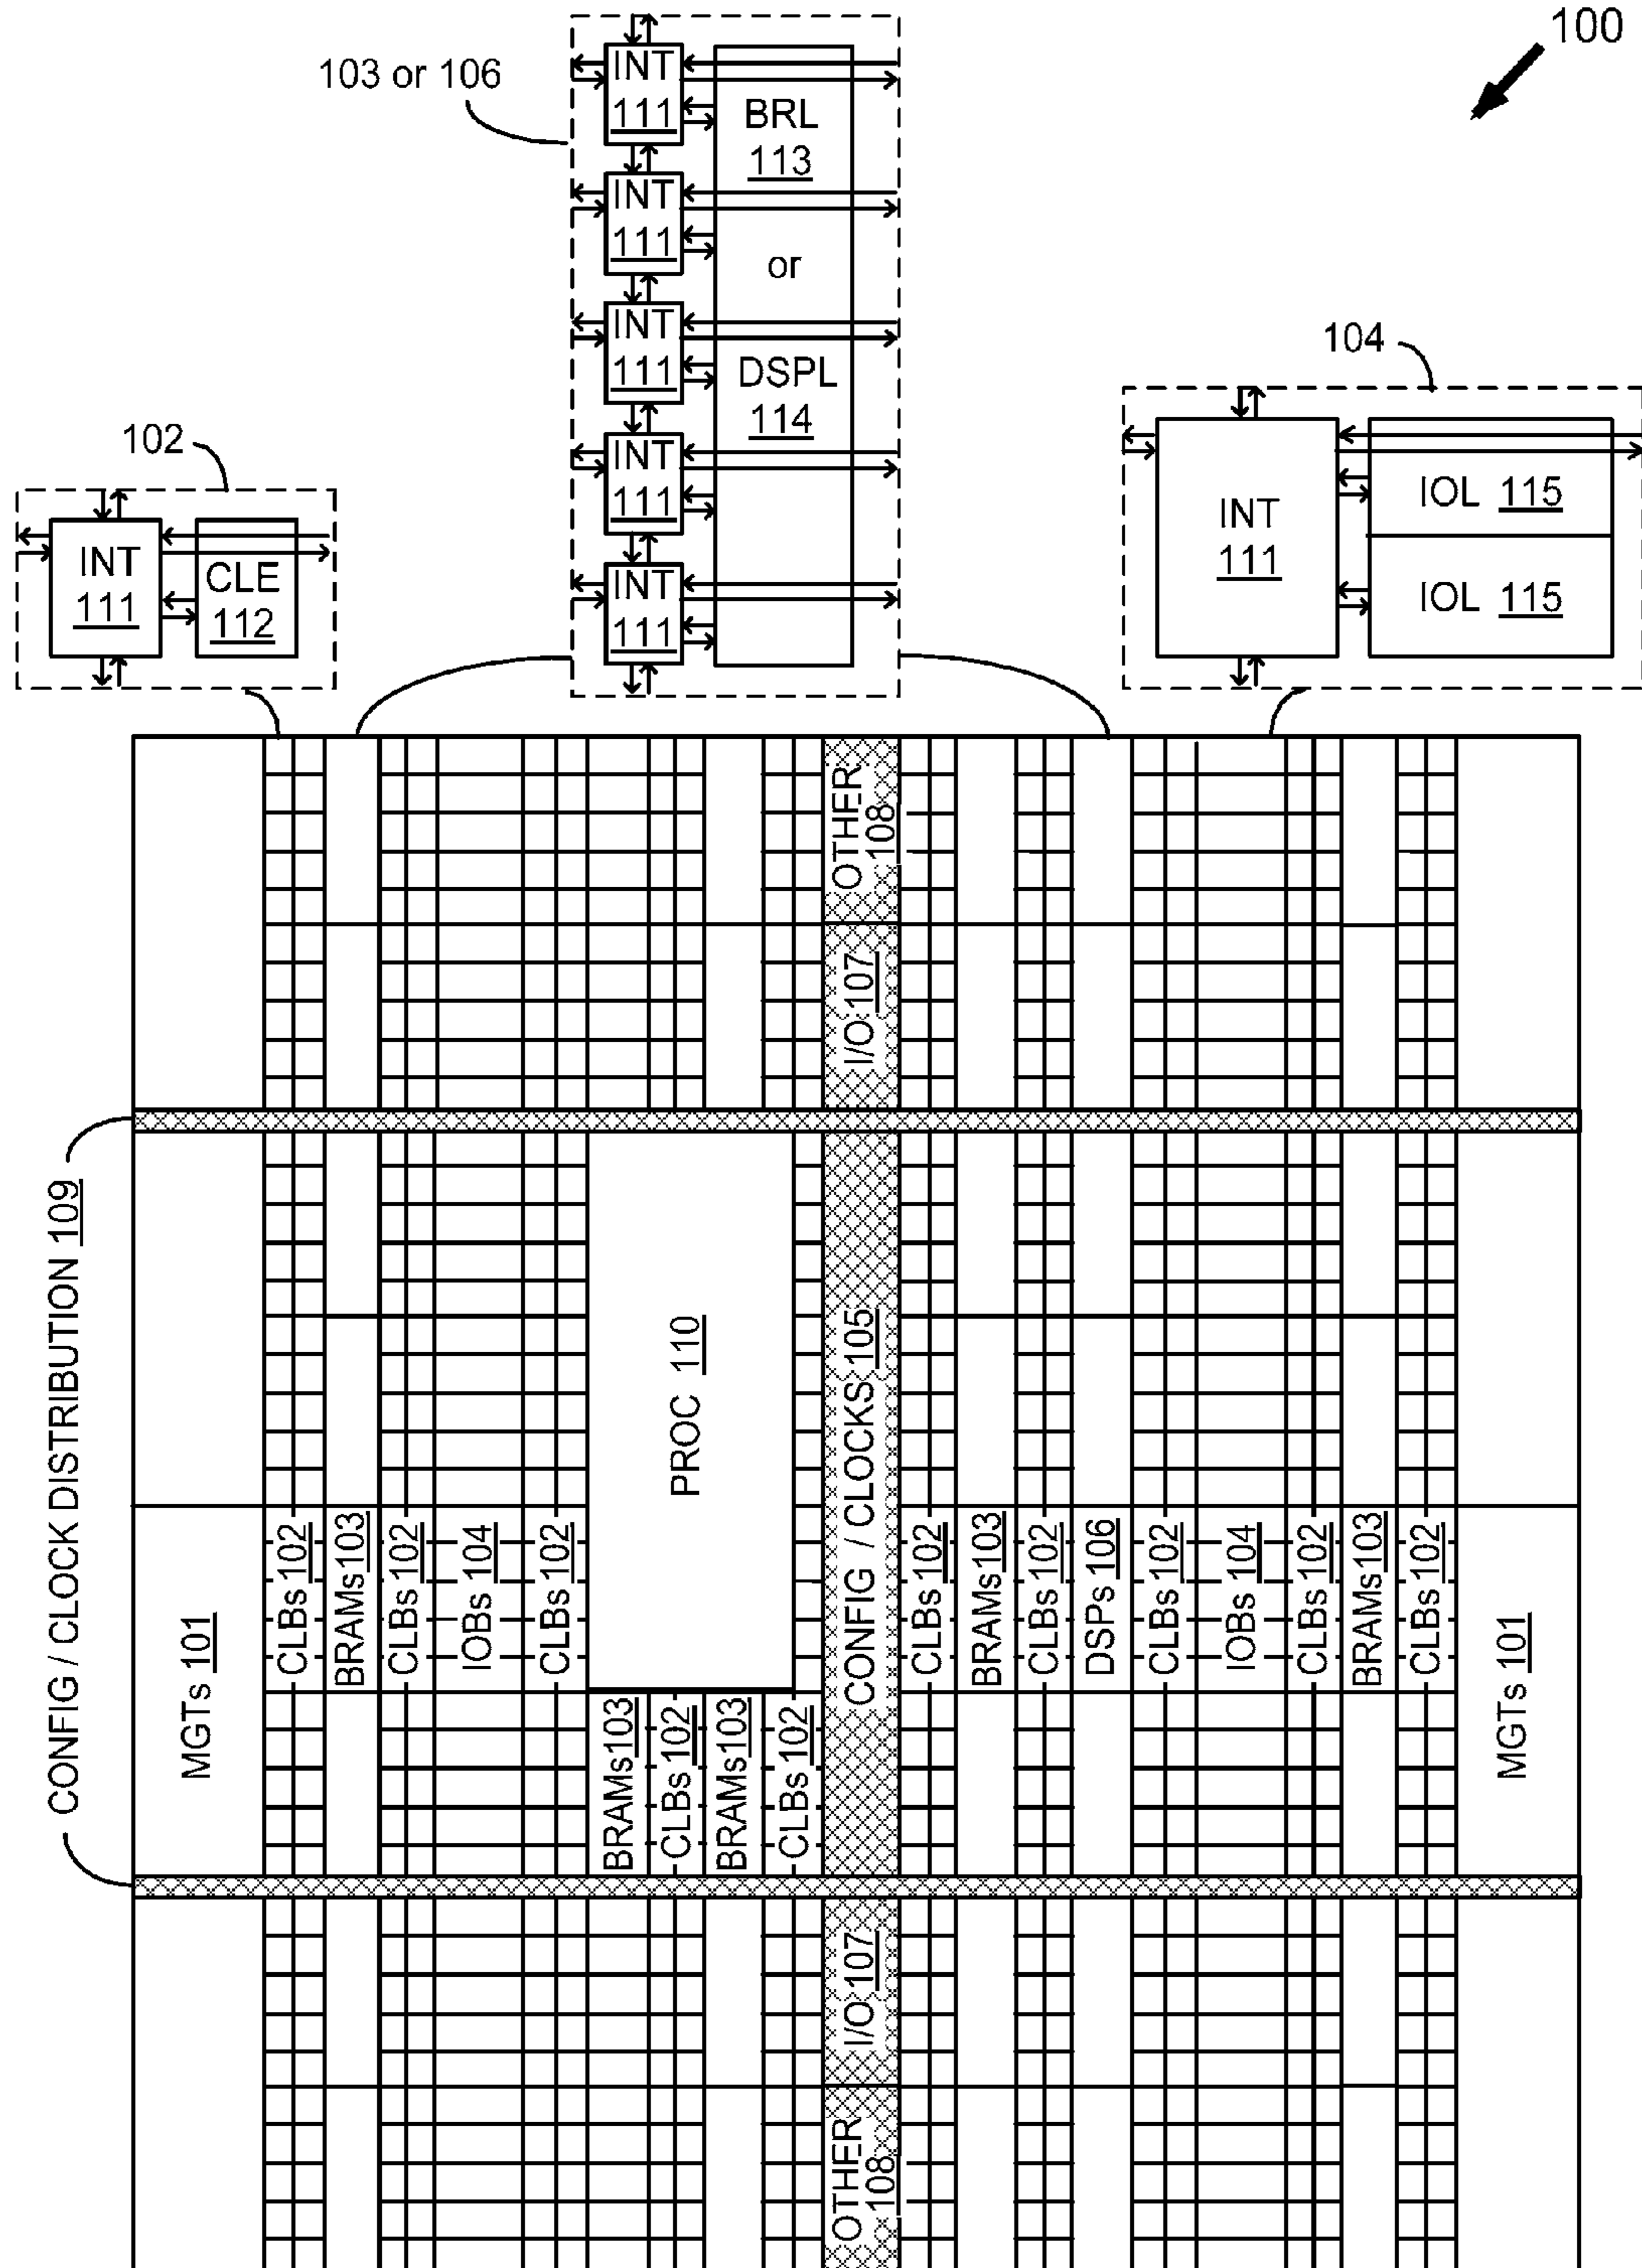 100
103 or 106
INT
111
INT
111
INT
111
INT
111
INT
111
BRL
113
or
DSPL
114
104
INT
111
IOL 115
IOL 115
102
INT
111
CLE
112
OTHER
108
I/O 107
CONFIG / CLOCK DISTRIBUTION 109
PROC 110
CONFIG / CLOCKS 105
MGTs 101
CLBs 102
BRAMs 103
CLBs 102
IOBs 104
CLBs 102
BRAMs 103
CLBs 102
BRAMs 103
CLBs 102
CLBs 102
BRAMs 103
CLBs 102
DSPs 106
CLBs 102
IOBs 104
CLBs 102
BRAMs 103
CLBs 102
MGTs 101
I/O 107
OTHER
108